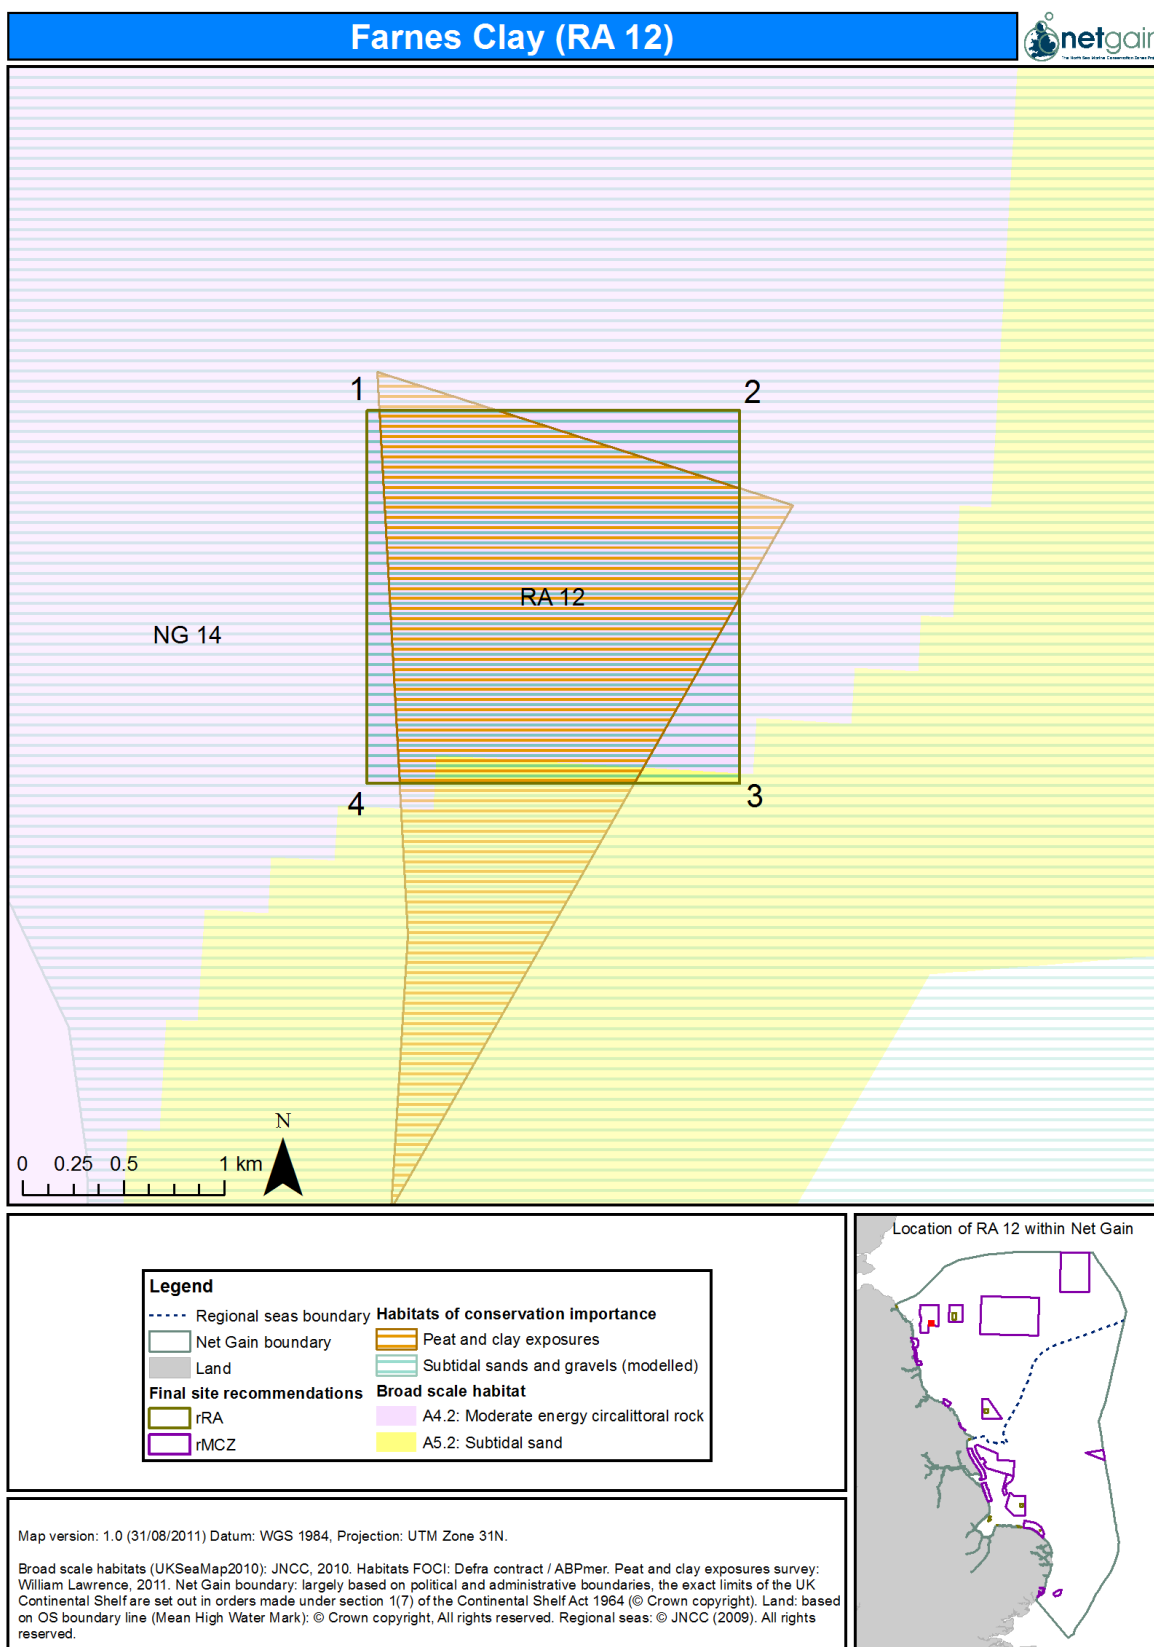 Farnes Clay (RA 12)
netgain
1
2
RA 12
NG 14
4
3
N
0 0.25 0.5 1 km
Location of RA 12 within Net Gain
Legend
Regional seas boundary
Net Gain boundary
Land
Final site recommendations
rRA
rMCZ
Habitats of conservation importance
Peat and clay exposures
Subtidal sands and gravels (modelled)
Broad scale habitat
A4.2: Moderate energy circalittoral rock
A5.2: Subtidal sand
Map version: 1.0 (31/08/2011) Datum: WGS 1984, Projection: UTM Zone 31N.
Broad scale habitats (UKSeaMap2010): JNCC, 2010. Habitats FOCI: Defra contract / ABPmer. Peat and clay exposures survey:
William Lawrence, 2011. Net Gain boundary: largely based on political and administrative boundaries, the exact limits of the UK
Continental Shelf are set out in orders made under section 1(7) of the Continental Shelf Act 1964 (© Crown copyright). Land: based
on OS boundary line (Mean High Water Mark): © Crown copyright, All rights reserved. Regional seas: © JNCC (2009). All rights
reserved.